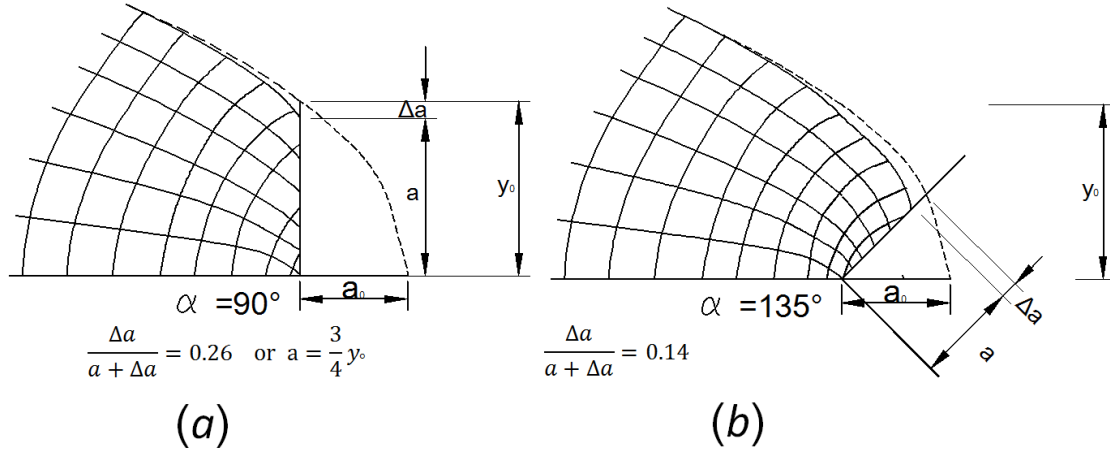 Δa
a
y₀
α =90°
a₀
Δa/(a + Δa) = 0.26 or a = 3/4 y₀
(a)
y₀
α =135°
a₀
Δa
a
Δa/(a + Δa) = 0.14
(b)